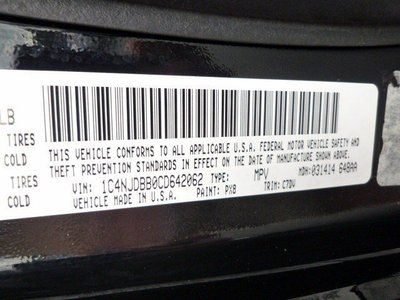 LB
TIRES
COLD
TIRES
COLD
THIS VEHICLE CONFORMS TO ALL APPLICABLE U.S.A. FEDERAL MOTOR VEHICLE SAFETY AND
THEFT PREVENTION STANDARDS IN EFFECT ON THE DATE OF MANUFACTURE SHOWN ABOVE.
VIN: 1C4NJDBB0CD642062 TYPE: MPV MDH: 031414 648AA
VEHICLE MADE IN U.S.A. PAINT: PX8 TRIM: C7DV